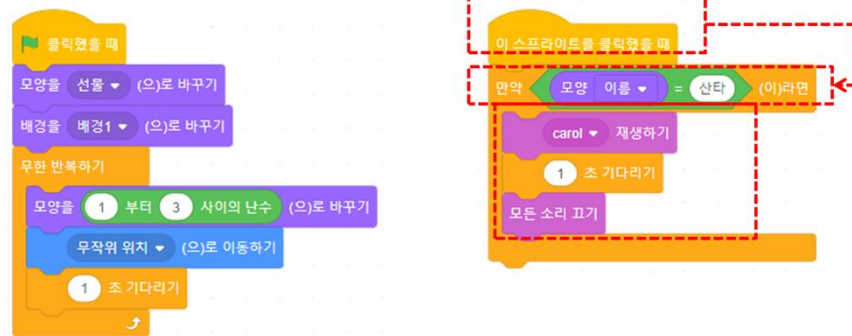 클릭했을 때
모양을 선물 (으)로 바꾸기
배경을 배경1 (으)로 바꾸기
무한 반복하기
모양을 1 부터 3 사이의 난수 (으)로 바꾸기
무작위 위치 (으)로 이동하기
1 초 기다리기
이 스프라이트를 클릭했을 때
만약 모양 이름 = 산타 (이)라면
carol 재생하기
1 초 기다리기
모든 소리 끄기